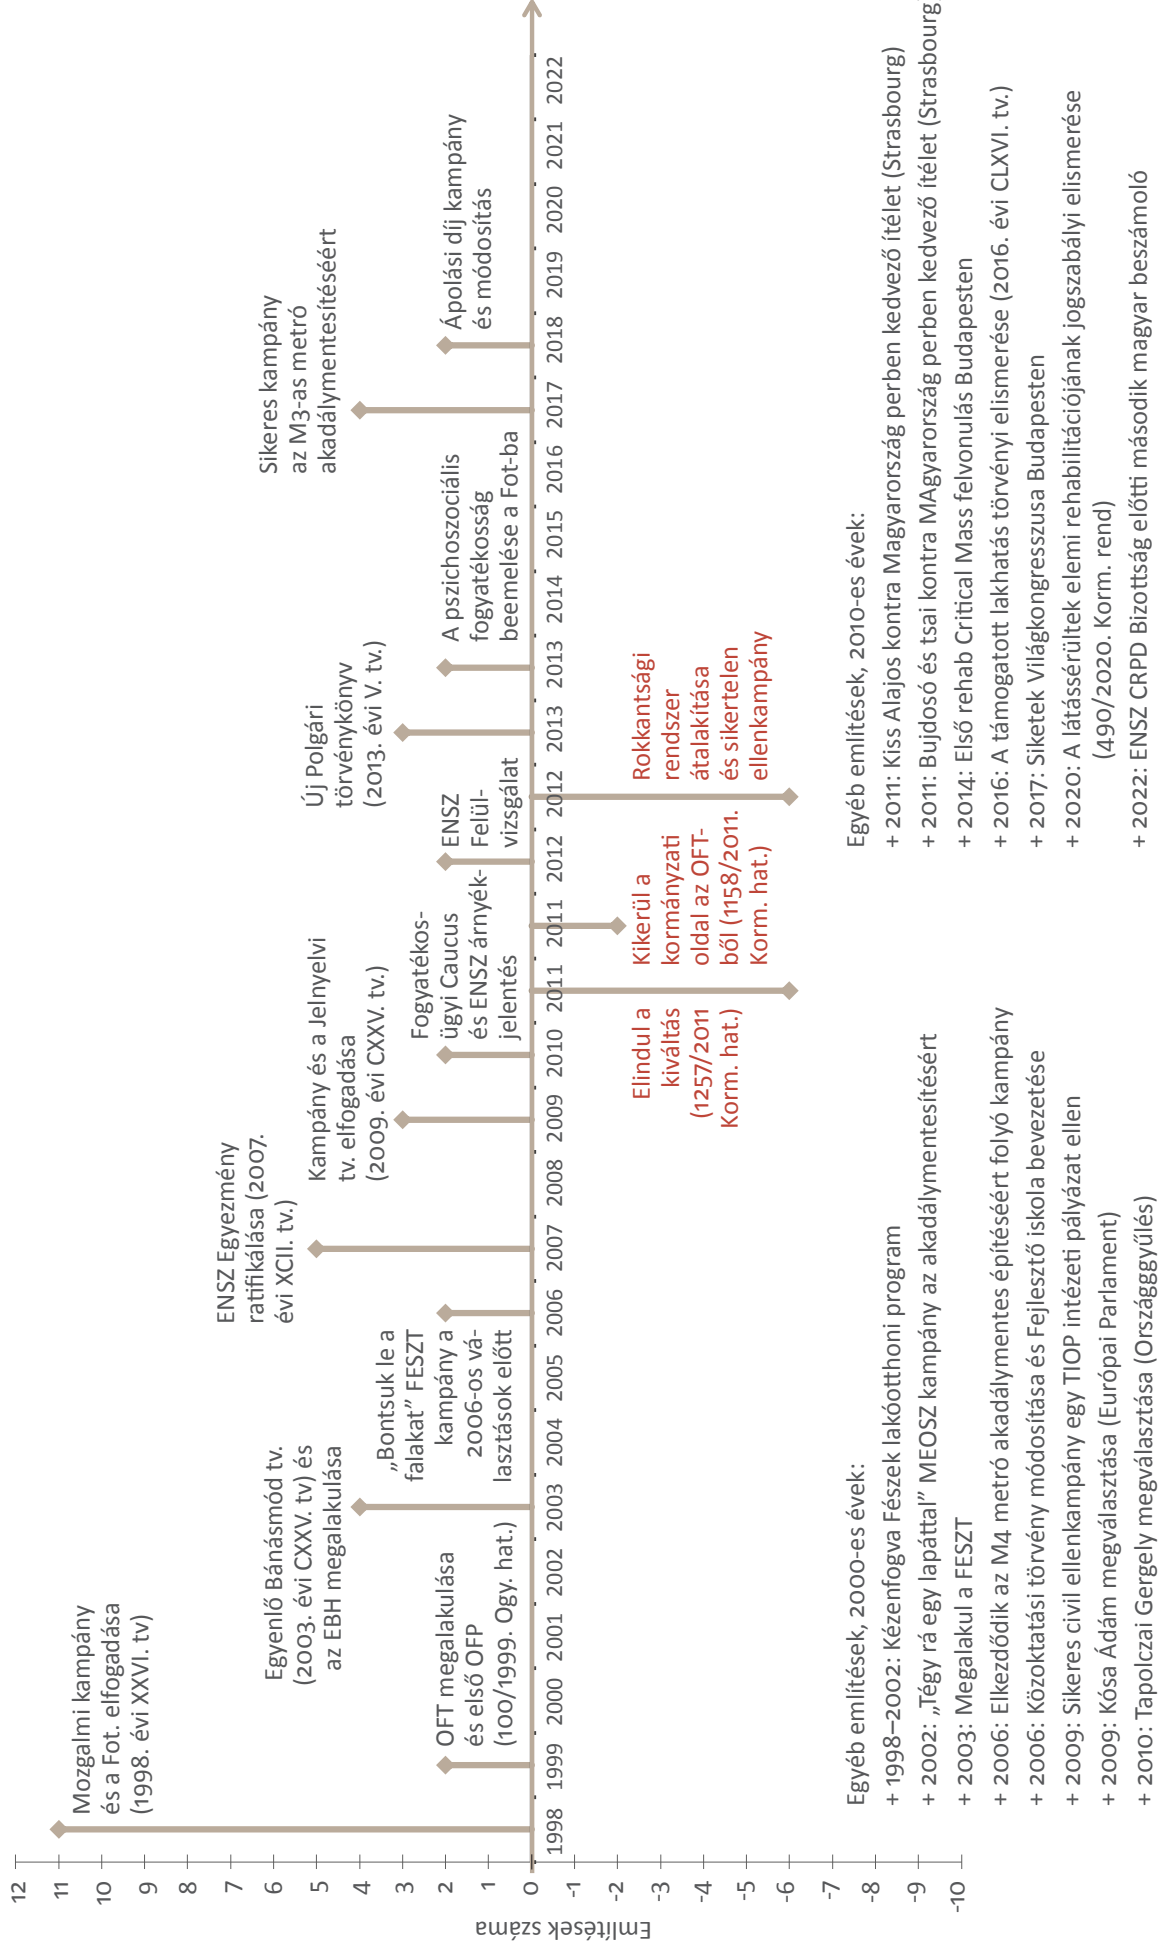 12
11
10
9
8
7
6
5
4
3
2
1
0
-1
-2
-3
-4
-5
-6
-7
-8
-9
-10
Említések száma
1998 1999 2000 2001 2002 2003 2004 2005 2006 2007 2008 2009 2010 2011 2011 2012 2012 2013 2013 2014 2015 2016 2017 2018 2019 2020 2021 2022
Mozgalmi kampány
és a Fot. elfogadása
(1998. évi XXVI. tv)
OFT megalakulása
és első OFP
(100/1999. Ogy. hat.)
Egyenlő Bánásmód tv.
(2003. évi CXXV. tv) és
az EBH megalakulása
„Bontsuk le a
falakat” FESZT
kampány a
2006-os vá-
lasztások előtt
ENSZ Egyezmény
ratifikálása (2007.
évi XCII. tv.)
Kampány és a Jelnyelvi
tv. elfogadása
(2009. évi CXXV. tv.)
Fogyatékos-
ügyi Caucus
és ENSZ árnyék-
jelentés
Elindul a
kiváltás
(1257/2011
Korm. hat.)
Kikerül a
kormányzati
oldal az OFT-
ből (1158/2011.
Korm. hat.)
ENSZ
Felül-
vizsgálat
Rokkantsági
rendszer
átalakítása
és sikertelen
ellenkampány
Új Polgári
törvénykönyv
(2013. évi V. tv.)
A pszichoszociális
fogyatékosság
beemelése a Fot-ba
Sikeres kampány
az M3-as metró
akadálymentesítéséért
Ápolási díj kampány
és módosítás
Egyéb említések, 2000-es évek:
+ 1998–2002: Kézenfogva Fészek lakóotthoni program
+ 2002: „Tégy rá egy lapáttal” MEOSZ kampány az akadálymentesítésért
+ 2003: Megalakul a FESZT
+ 2006: Elkezdődik az M4 metró akadálymentes építéséért folyó kampány
+ 2006: Közoktatási törvény módosítása és Fejlesztő iskola bevezetése
+ 2009: Sikeres civil ellenkampány egy TIOP intézeti pályázat ellen
+ 2009: Kósa Ádám megválasztása (Európai Parlament)
+ 2010: Tapolczai Gergely megválasztása (Országggyűlés)
Egyéb említések, 2010-es évek:
+ 2011: Kiss Alajos kontra Magyarország perben kedvező ítélet (Strasbourg)
+ 2011: Bujdosó és tsai kontra MAgyarország perben kedvező ítélet (Strasbourg
+ 2014: Első rehab Critical Mass felvonulás Budapesten
+ 2016: A támogatott lakhatás törvényi elismerése (2016. évi CLXVI. tv.)
+ 2017: Siketek Világkongresszusa Budapesten
+ 2020: A látássérültek elemi rehabilitációjának jogszabályi elismerése
(490/2020. Korm. rend)
+ 2022: ENSZ CRPD Bizottság előtti második magyar beszámoló